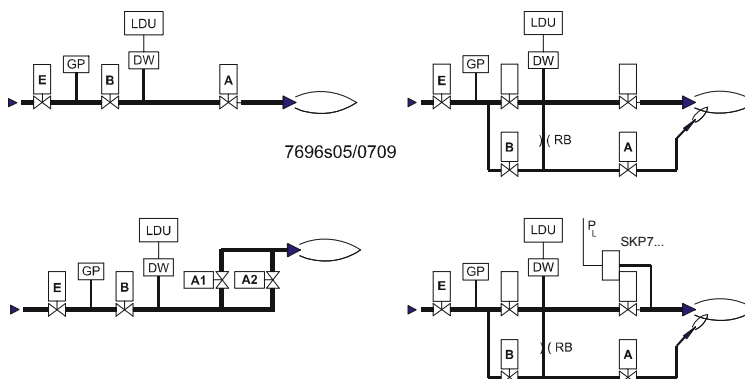 LDU
GP
DW
E
B
A
LDU
GP
DW
E
B
) ( RB
A
7696s05/0709
LDU
GP
DW
E
B
A1
A2
LDU
P
L
SKP7...
GP
DW
E
B
) ( RB
A